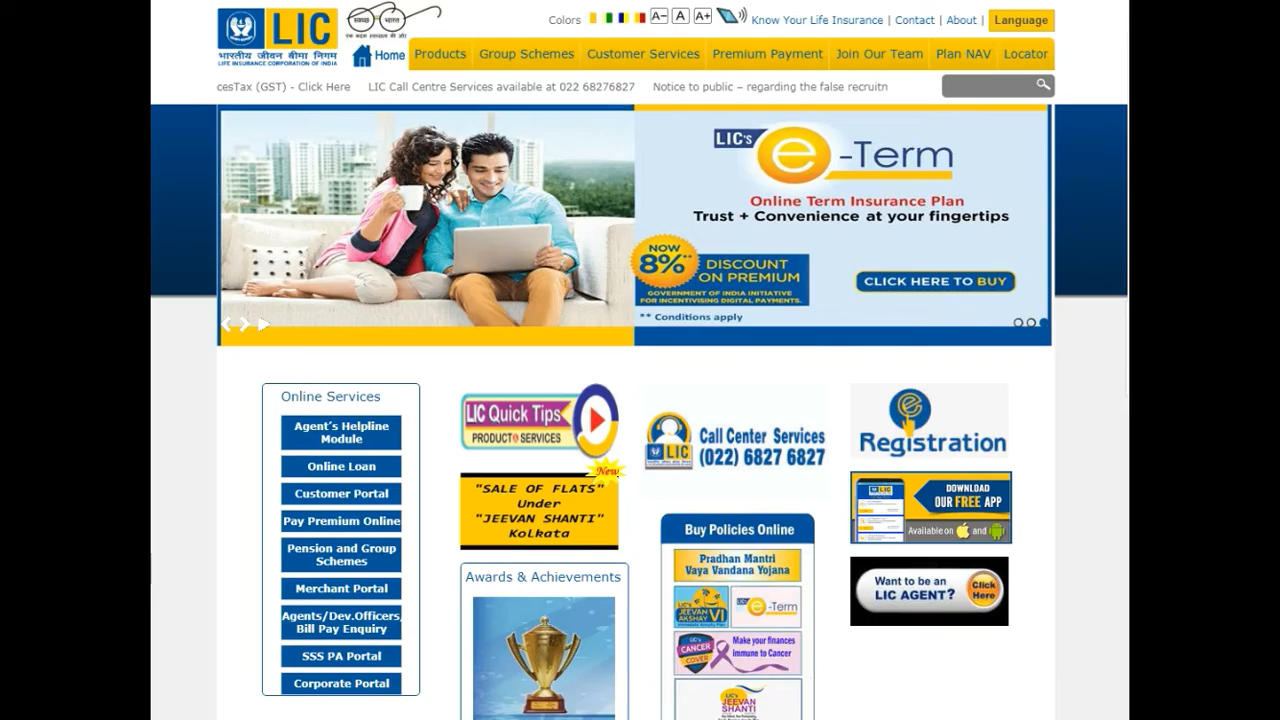 LIC
भारतीय जीवन बीमा निगम
LIFE INSURANCE CORPORATION OF INDIA
स्वच्छ भारत
एक कदम स्वच्छता की ओर
Colors A- A A+ Know Your Life Insurance | Contact | About | Language
Home Products Group Schemes Customer Services Premium Payment Join Our Team Plan NAV Locator
cesTax (GST) - Click Here LIC Call Centre Services available at 022 68276827 Notice to public – regarding the false recruitn
LIC'S e-Term
Online Term Insurance Plan
Trust + Convenience at your fingertips
NOW
8%**
DISCOUNT
ON PREMIUM
GOVERNMENT OF INDIA INITIATIVE
FOR INCENTIVISING DIGITAL PAYMENTS.
CLICK HERE TO BUY
** Conditions apply
Online Services
Agent's Helpline
Module
Online Loan
Customer Portal
Pay Premium Online
Pension and Group
Schemes
Merchant Portal
Agents/Dev.Officers,
Bill Pay Enquiry
SSS PA Portal
Corporate Portal
LIC Quick Tips
PRODUCT & SERVICES
New
"SALE OF FLATS"
Under
"JEEVAN SHANTI"
Kolkata
Awards & Achievements
LIC
Call Center Services
(022) 6827 6827
Buy Policies Online
Pradhan Mantri
Vaya Vandana Yojana
LIC's
JEEVAN
AKSHAY VI
LIC's e-Term
LIC's
CANCER
COVER
Make your finances
immune to Cancer
LIC's
JEEVAN
SHANTI
e
Registration
LIC
DOWNLOAD
OUR FREE APP
Available on and
Want to be an
LIC AGENT?
Click
Here